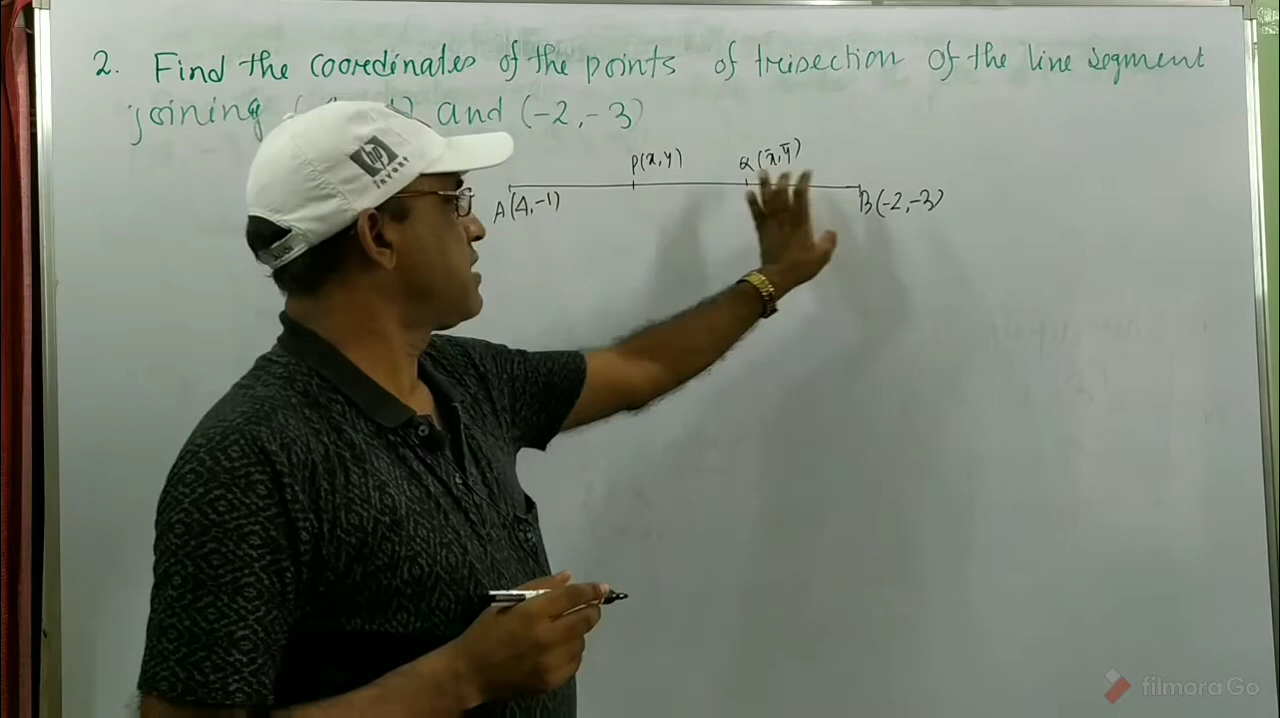 2. Find the coordinates of the points of trisection of the line segment
joining and (-2,-3)
P(x,y) Q(x̄,ȳ)
A(4,-1) B(-2,-3)
hp
invent
filmora Go